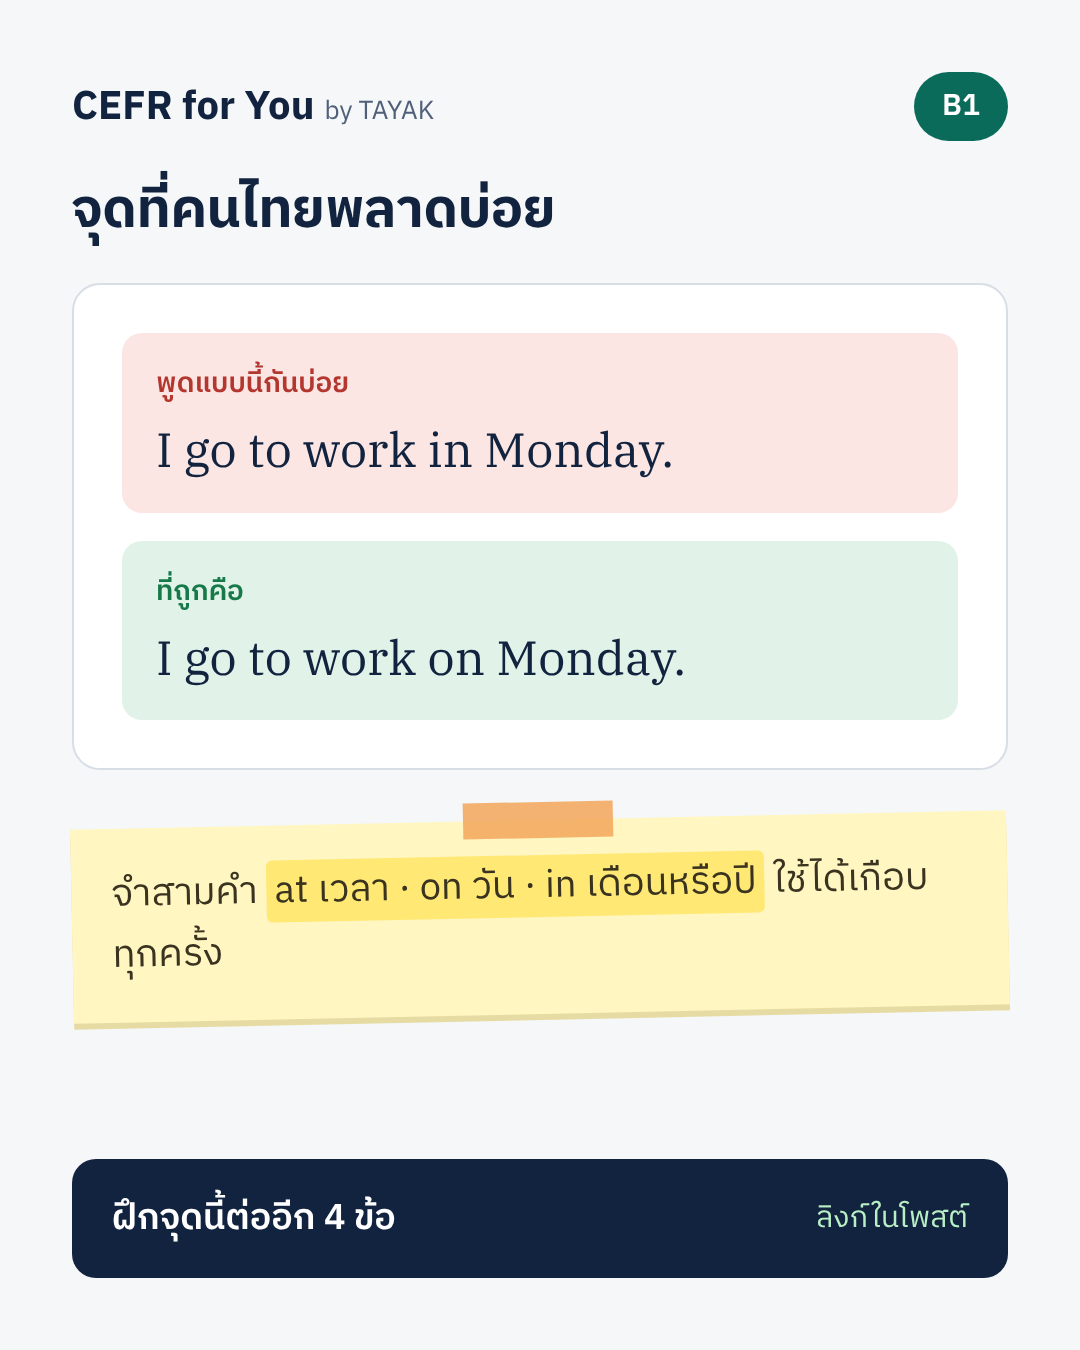 CEFR for You by TAYAK
B1
จุดที่คนไทยพลาดบ่อย
พูดแบบนี้กันบ่อย
I go to work in Monday.
ที่ถูกคือ
I go to work on Monday.
จำสามคำ at เวลา · on วัน · in เดือนหรือปี ใช้ได้เกือบ
ทุกครั้ง
ฝึกจุดนี้ต่ออีก 4 ข้อ
ลิงก์ในโพสต์